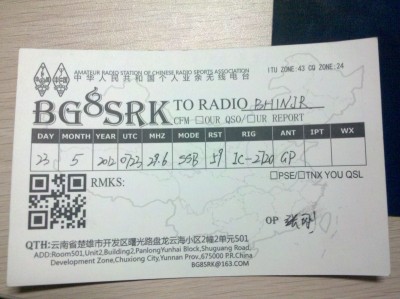 AMATEUR RADIO STATION OF CHINESE RADIO SPORTS ASSOCIATION
ITU ZONE:43 CQ ZONE:24
中华人民共和国个人业余无线电台
BG8SRK TO RADIO BH1NJR
CFM □OUR QSO/□UR REPORT
DAY MONTH YEAR UTC MHZ MODE RST RIG ANT IPT WX
23 5 2012 0723 29.6 SSB 59 IC-2720 GP
RMKS: □PSE/□TNX YOU QSL
OP
QTH:云南省楚雄市开发区曙光路盘龙云海小区2幢2单元501
ADD:Room501,Unit2,Building2,PanlongYunhai Block,Shuguang Road,
Development Zone,Chuxiong City,Yunnan Prov.,675000 P.R.China
BG8SRK@163.COM